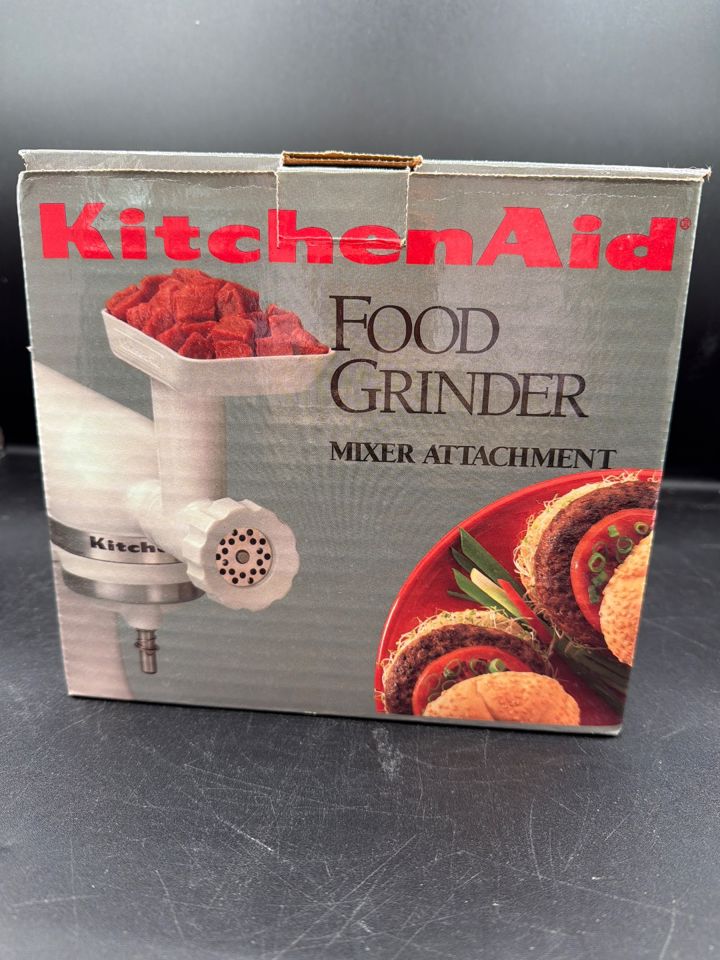 KitchenAid®
FOOD
GRINDER
MIXER ATTACHMENT
Kitch